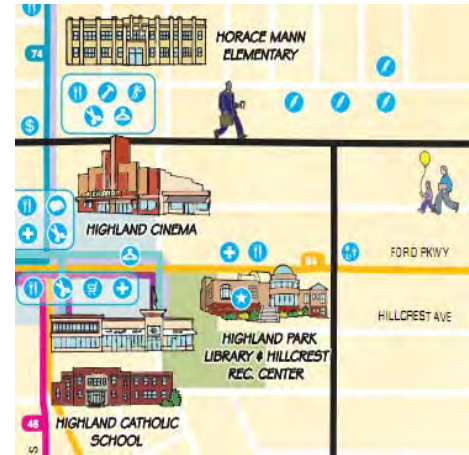 HORACE MANN
ELEMENTARY
74
$
HIGHLAND
HIGHLAND CINEMA
84
FORD PKWY
HILLCREST AVE
HIGHLAND PARK
LIBRARY & HILLCREST
REC. CENTER
46
HIGHLAND CATHOLIC
SCHOOL
S